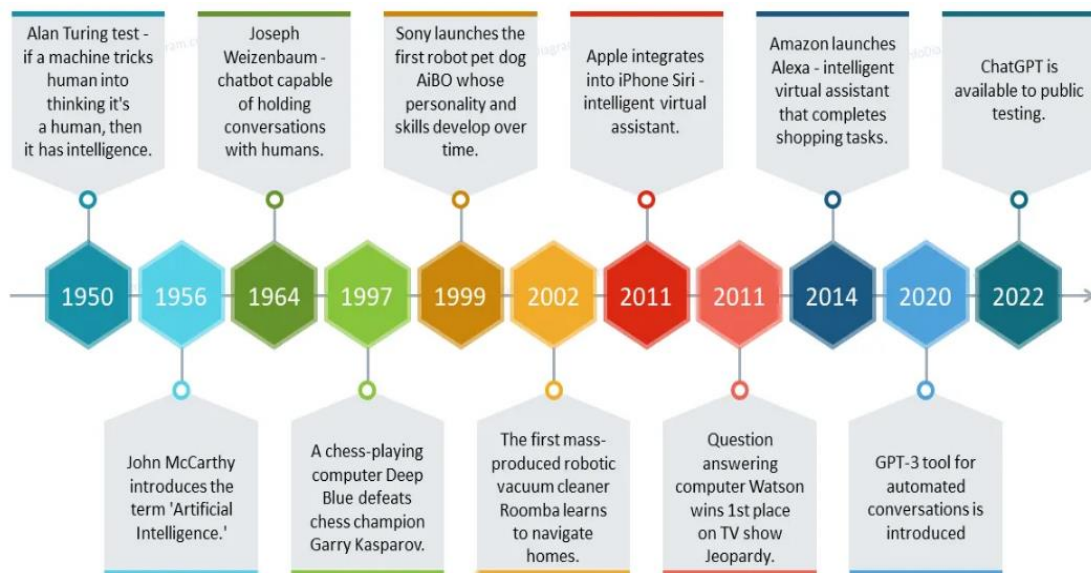 Alan Turing test -
if a machine tricks
human into
thinking it's
a human, then
it has intelligence.
Joseph
Weizenbaum -
chatbot capable
of holding
conversations
with humans.
Sony launches the
first robot pet dog
AiBO whose
personality and
skills develop over
time.
Apple integrates
into iPhone Siri -
intelligent virtual
assistant.
Amazon launches
Alexa - intelligent
virtual assistant
that completes
shopping tasks.
ChatGPT is
available to public
testing.
1950
1956
1964
1997
1999
2002
2011
2011
2014
2020
2022
John McCarthy
introduces the
term 'Artificial
Intelligence.'
A chess-playing
computer Deep
Blue defeats
chess champion
Garry Kasparov.
The first mass-
produced robotic
vacuum cleaner
Roomba learns
to navigate
homes.
Question
answering
computer Watson
wins 1st place
on TV show
Jeopardy.
GPT-3 tool for
automated
conversations is
introduced